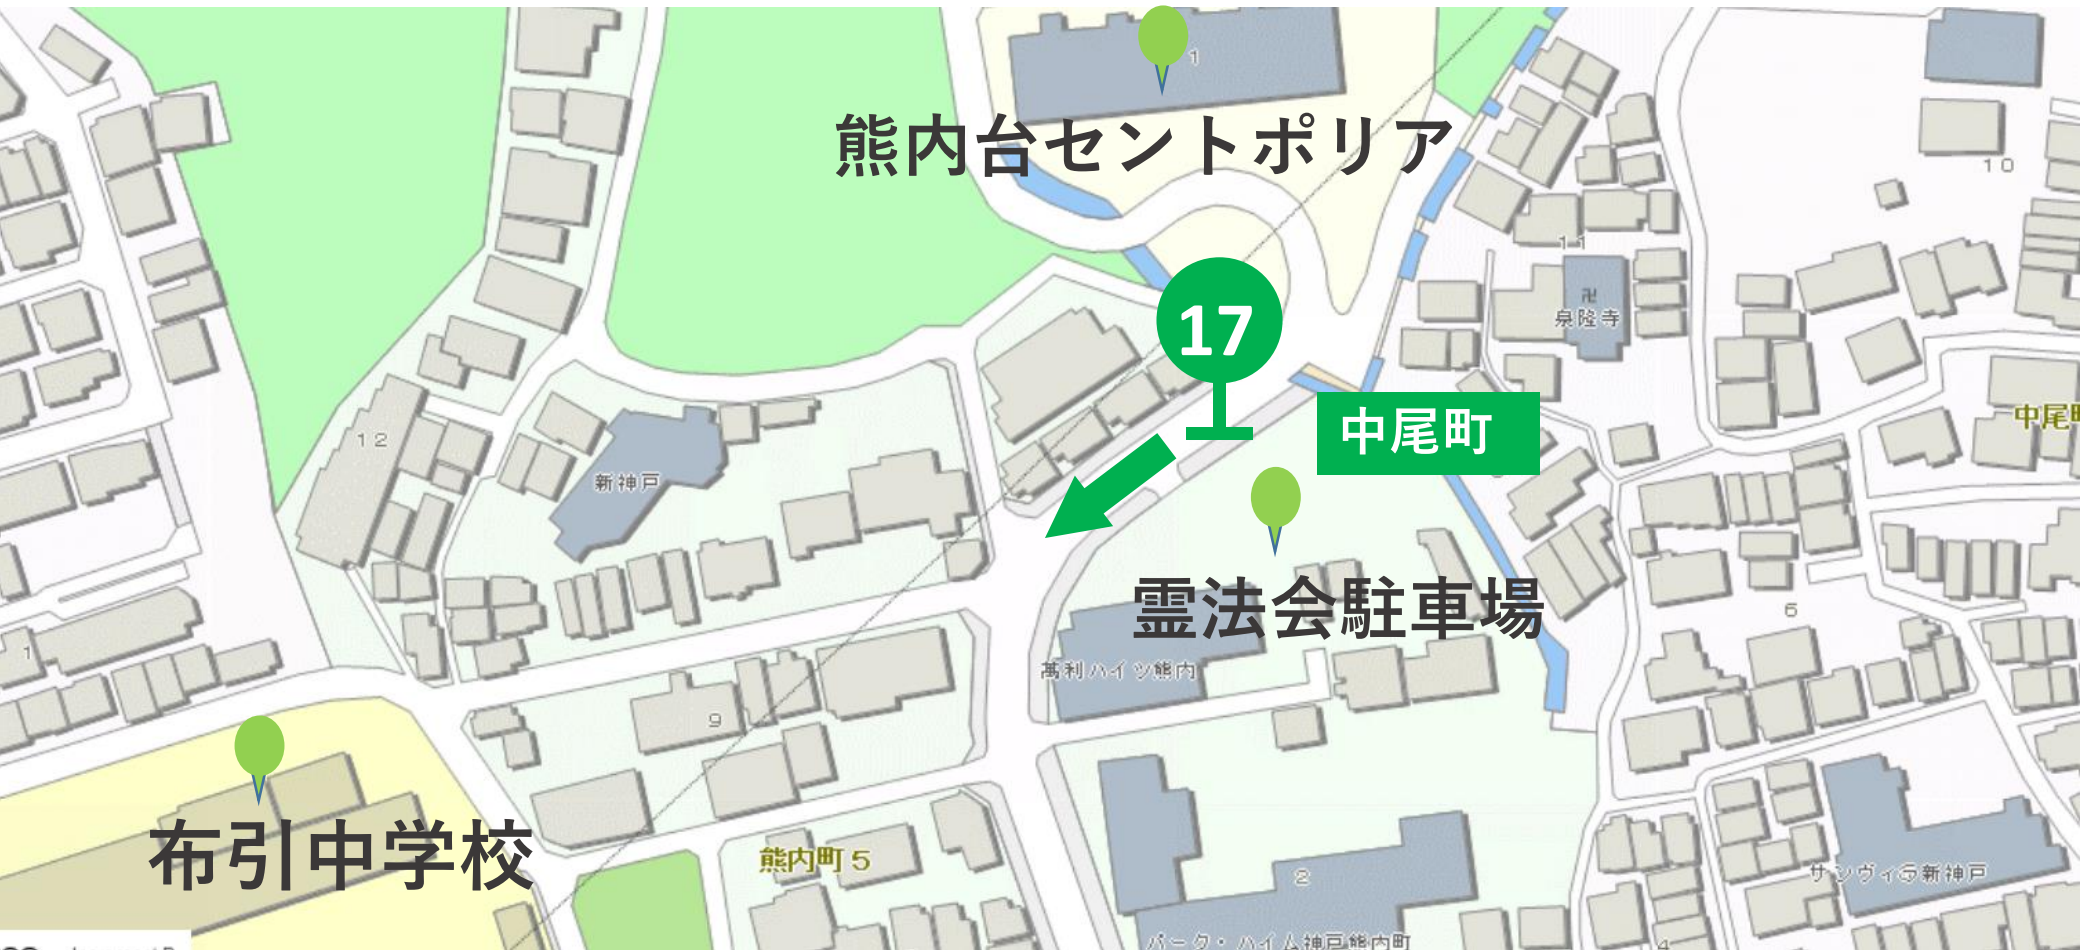 1
熊内台セントポリア
10
11
卍
泉隆寺
17
中尾町
中尾町
12
新神戸
霊法会駐車場
6
1
萬利ハイツ熊内
9
布引中学校
熊内町5
2
サンヴィラ新神戸
パーク・ハイム神戸熊内町
4